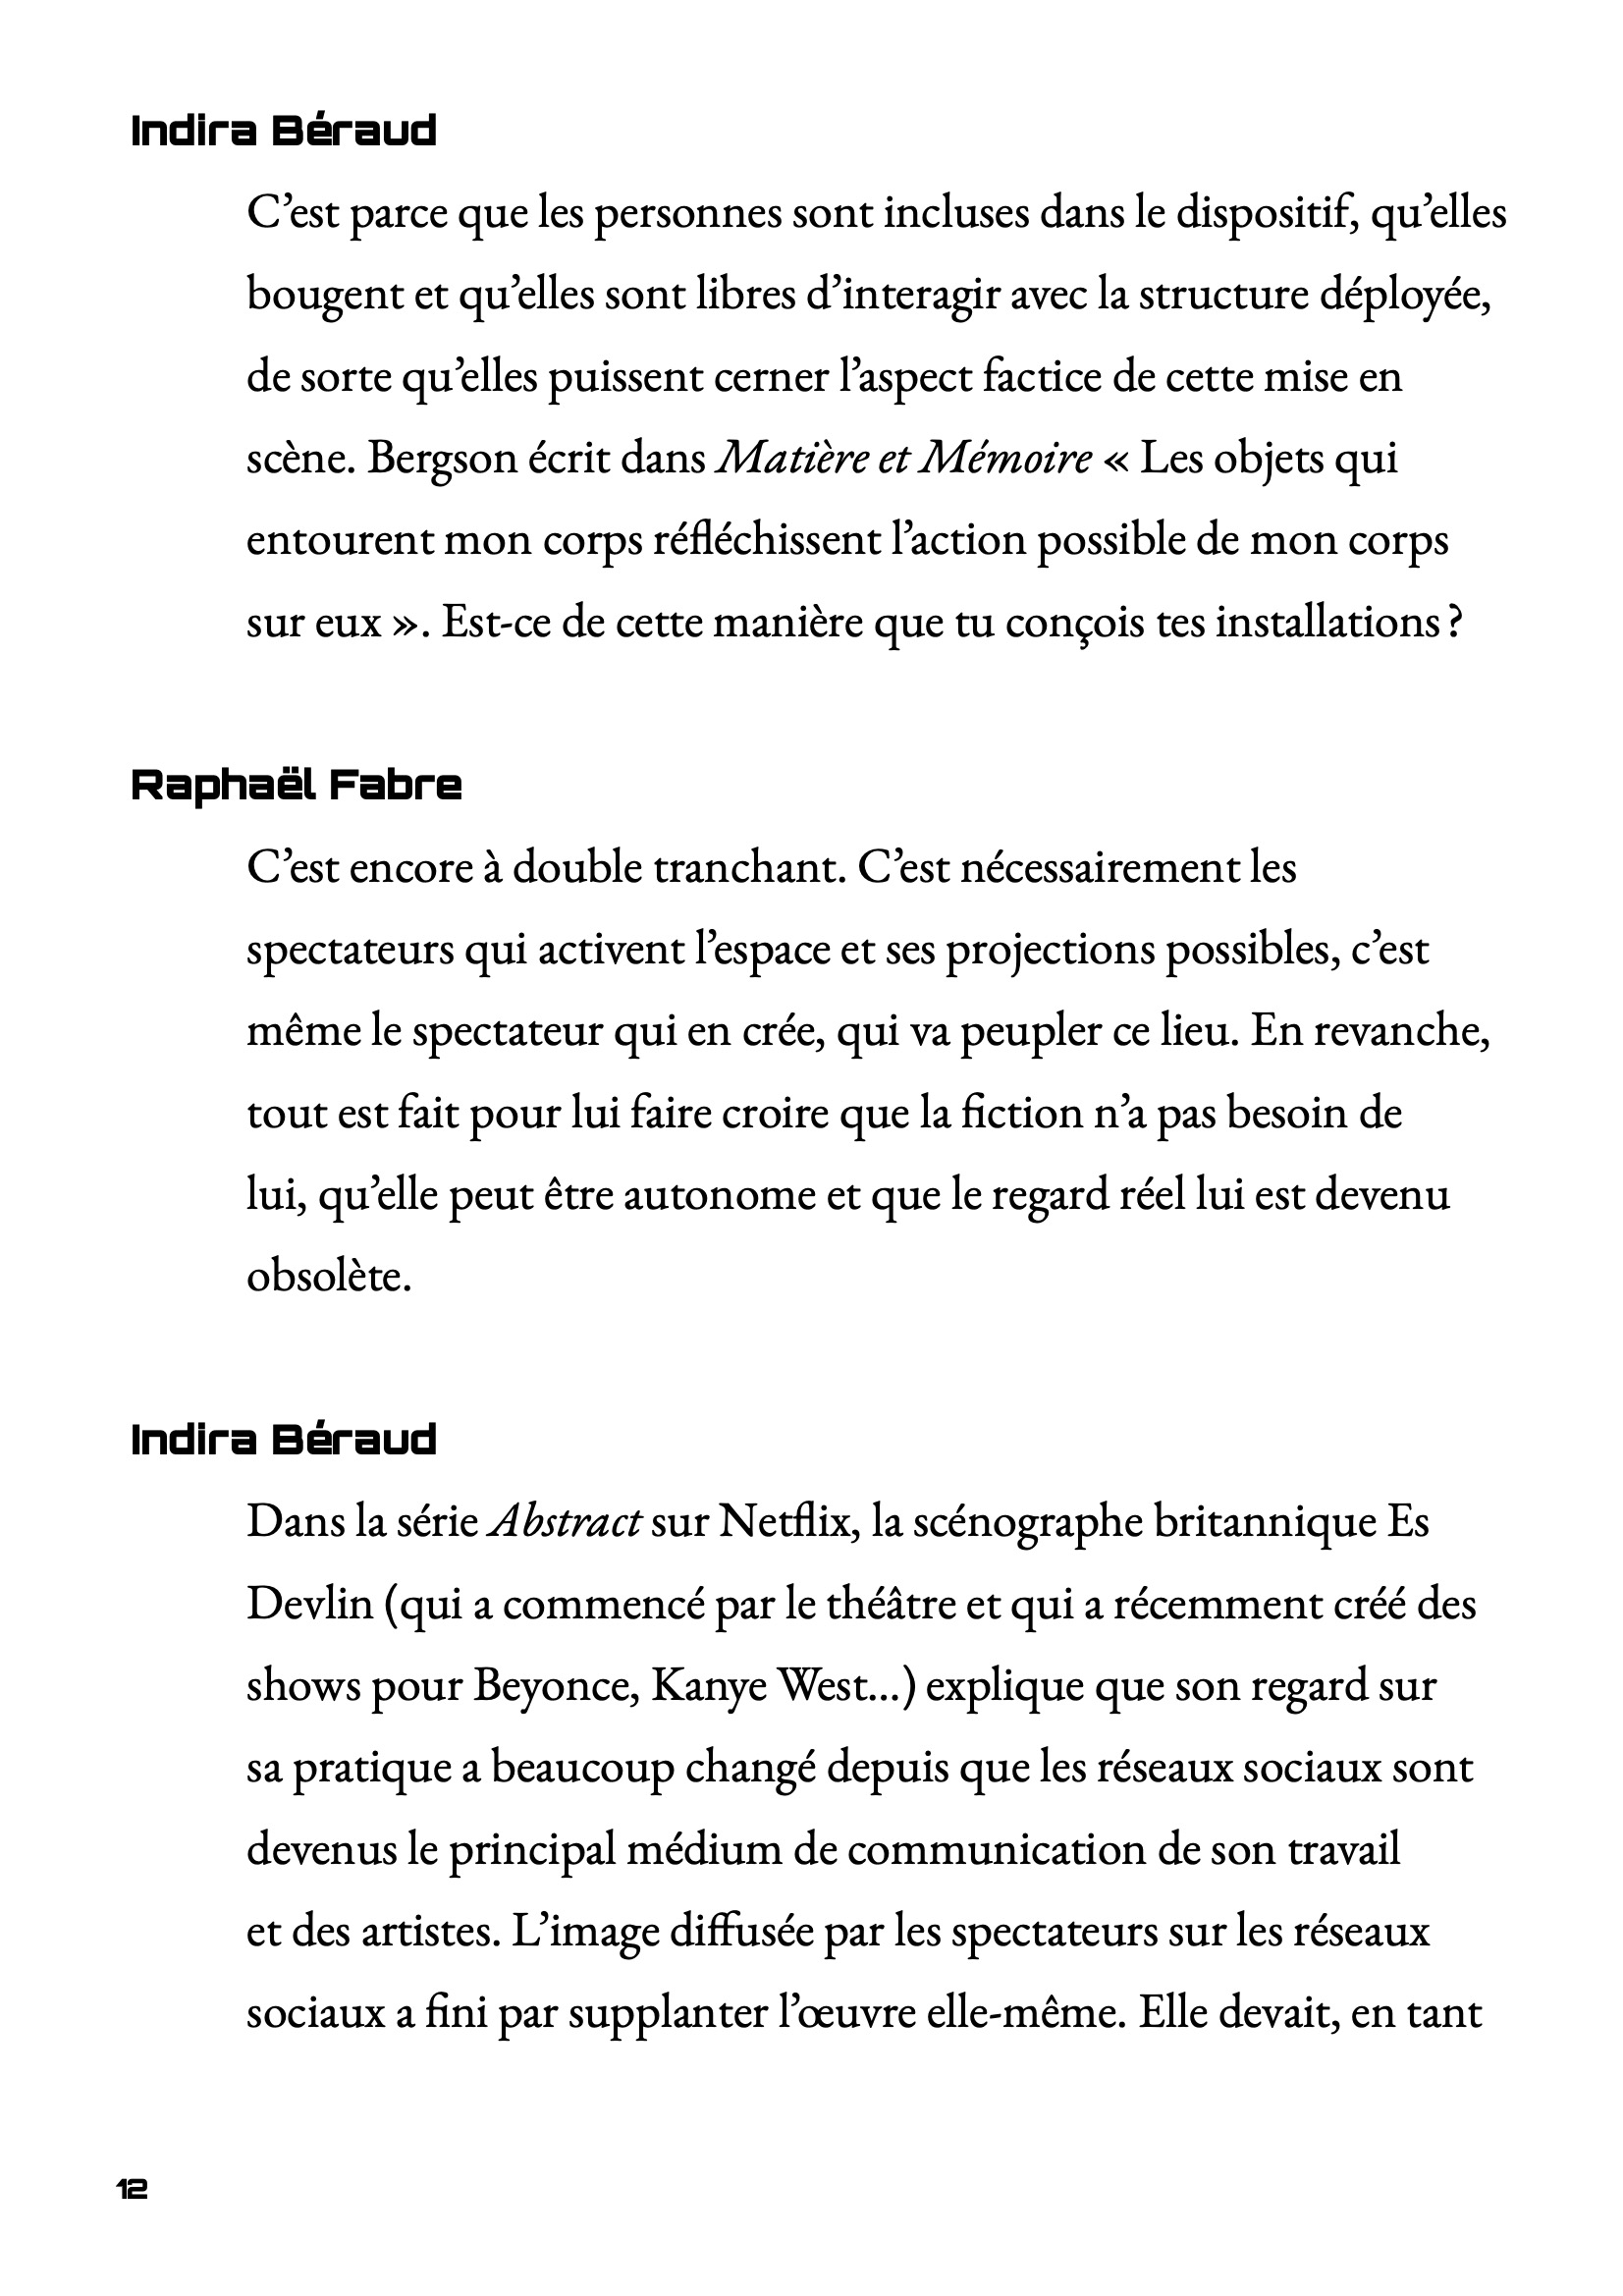 Indira Béraud
C’est parce que les personnes sont incluses dans le dispositif, qu’elles
bougent et qu’elles sont libres d’interagir avec la structure déployée,
de sorte qu’elles puissent cerner l’aspect factice de cette mise en
scène. Bergson écrit dans Matière et Mémoire « Les objets qui
entourent mon corps réfléchissent l’action possible de mon corps
sur eux ». Est-ce de cette manière que tu conçois tes installations ?
Raphaël Fabre
C’est encore à double tranchant. C’est nécessairement les
spectateurs qui activent l’espace et ses projections possibles, c’est
même le spectateur qui en crée, qui va peupler ce lieu. En revanche,
tout est fait pour lui faire croire que la fiction n’a pas besoin de
lui, qu’elle peut être autonome et que le regard réel lui est devenu
obsolète.
Indira Béraud
Dans la série Abstract sur Netflix, la scénographe britannique Es
Devlin (qui a commencé par le théâtre et qui a récemment créé des
shows pour Beyonce, Kanye West...) explique que son regard sur
sa pratique a beaucoup changé depuis que les réseaux sociaux sont
devenus le principal médium de communication de son travail
et des artistes. L’image diffusée par les spectateurs sur les réseaux
sociaux a fini par supplanter l’œuvre elle-même. Elle devait, en tant
12